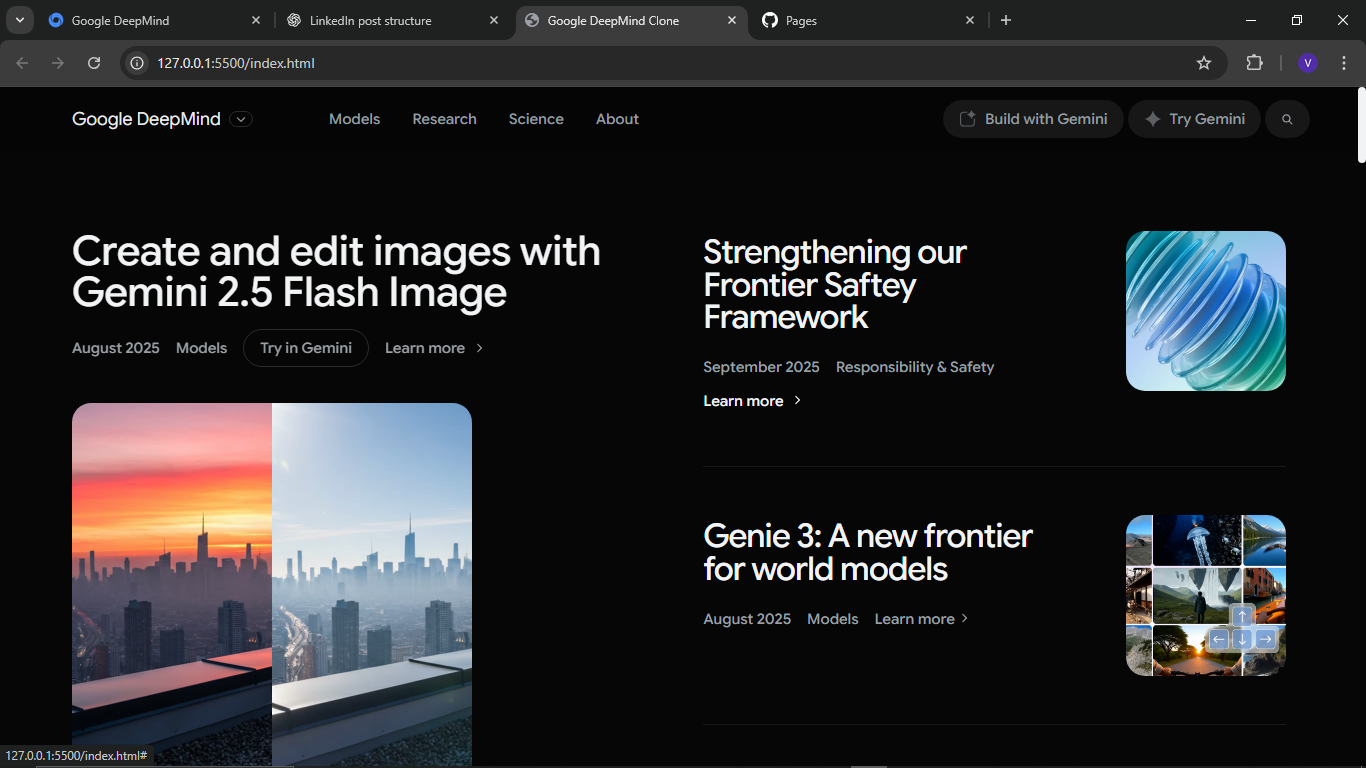 Google DeepMind
LinkedIn post structure
Google DeepMind Clone
Pages
127.0.0.1:5500/index.html
V
Google DeepMind
Models
Research
Science
About
Build with Gemini
Try Gemini
Create and edit images with
Gemini 2.5 Flash Image
August 2025
Models
Try in Gemini
Learn more
Strengthening our
Frontier Saftey
Framework
September 2025
Responsibility & Safety
Learn more
Genie 3: A new frontier
for world models
August 2025
Models
Learn more
127.0.0.1:5500/index.html#